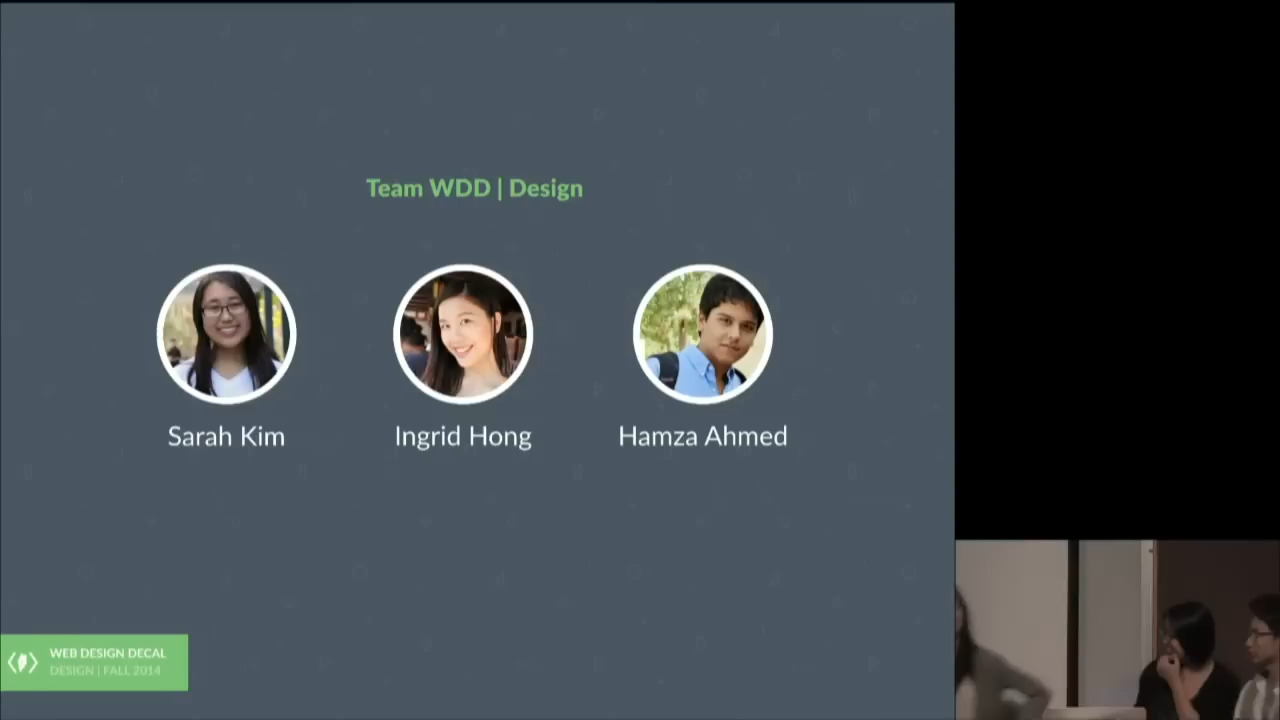 Team WDD | Design
Sarah Kim
Ingrid Hong
Hamza Ahmed
WEB DESIGN DECAL
DESIGN | FALL 2014